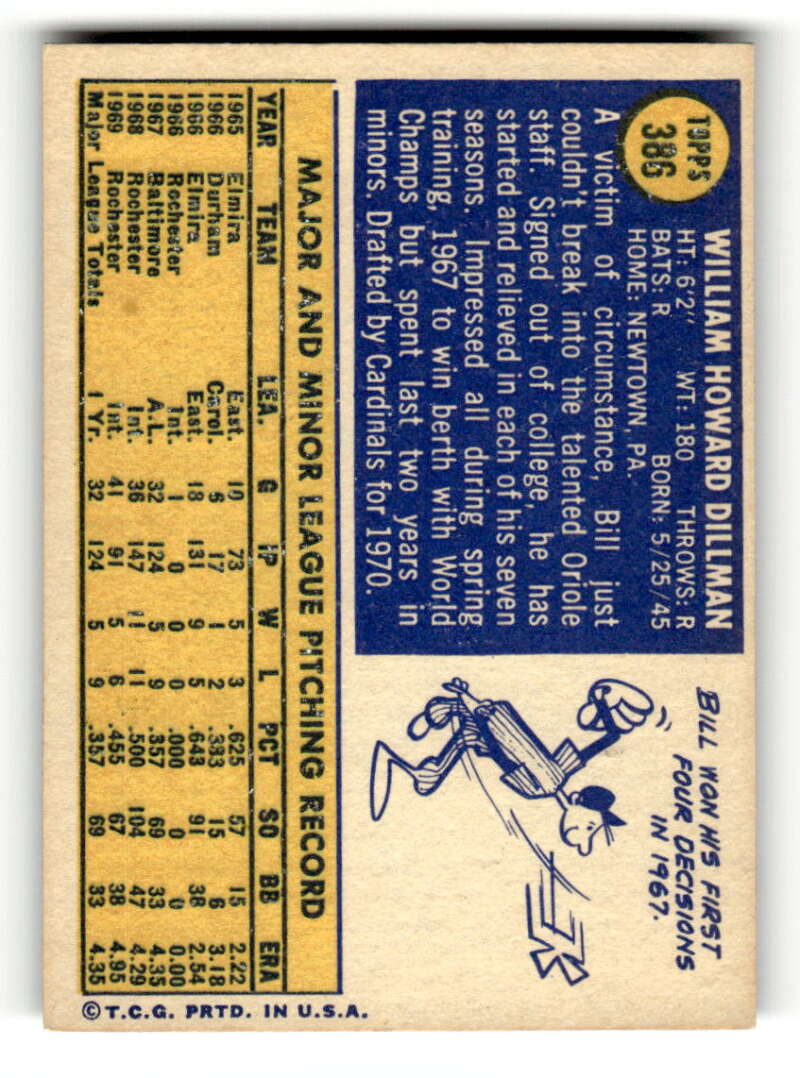 TOPPS
386
WILLIAM HOWARD DILLMAN
HT: 6'2" WT: 180 THROWS: R
BATS: R BORN: 5/25/45
HOME: NEWTOWN, PA.
A victim of circumstance, Bill just
couldn't break into the talented Oriole
staff. Signed out of college, he has
started and relieved in each of his seven
seasons. Impressed all during spring
training, 1967 to win berth with World
Champs but spent last two years in
minors. Drafted by Cardinals for 1970.
BILL WON HIS FIRST
FOUR DECISIONS
IN 1967.
MAJOR AND MINOR LEAGUE PITCHING RECORD
YEAR TEAM LEA. G IP W L PCT SO BB ERA
1965 Elmira East. 10 73 5 3 .625 57 15 2.22
1966 Durham Carol. 6 17 1 2 .333 15 6 3.18
1966 Elmira East. 18 131 9 5 .643 91 38 2.54
1966 Rochester Int. 1 0 0 0 .000 0 0 0.00
1967 Baltimore A.L. 32 124 5 9 .357 69 33 4.35
1968 Rochester Int. 36 147 11 11 .500 104 47 4.29
1969 Rochester Int. 41 91 5 6 .455 67 38 4.95
Major League Totals 1 Yr. 32 124 5 9 .357 69 33 4.35
© T.C.G. PRTD. IN U.S.A.